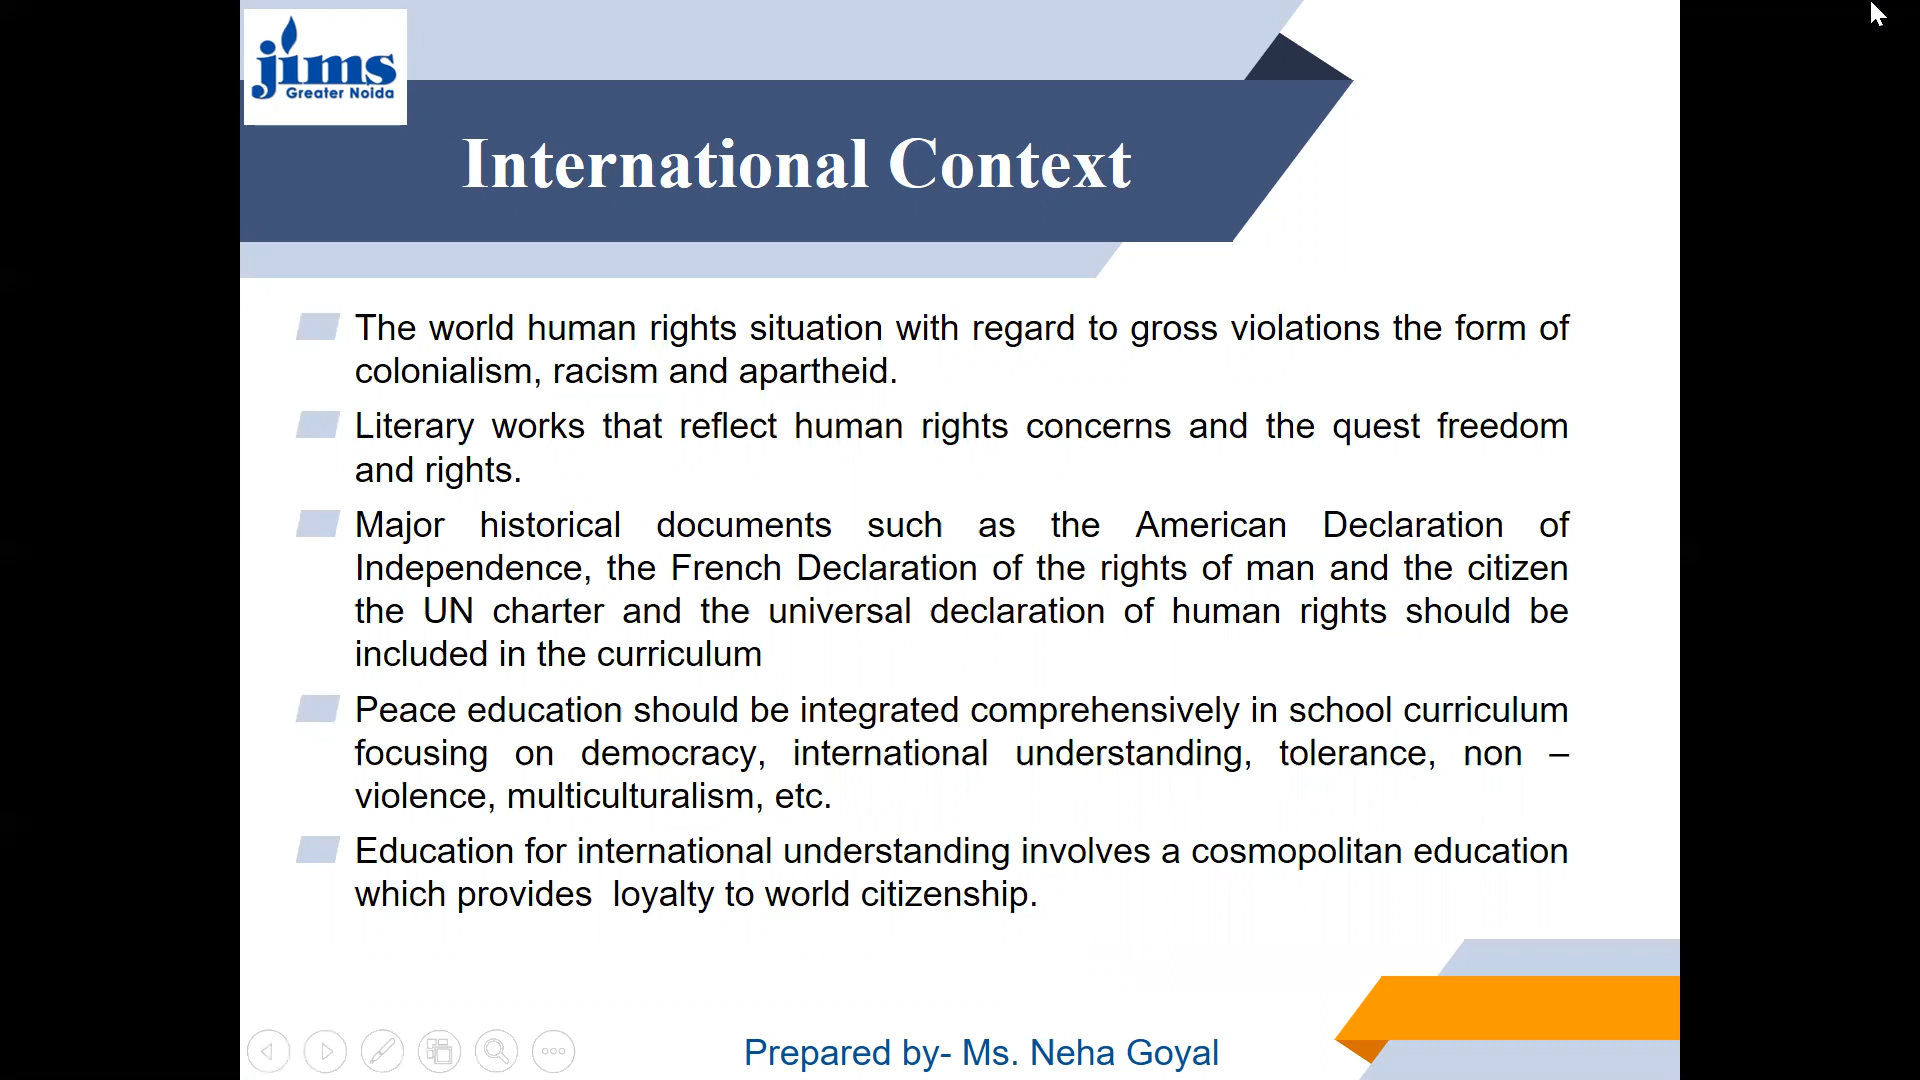 jims
Greater Noida
International Context
The world human rights situation with regard to gross violations the form of
colonialism, racism and apartheid.
Literary works that reflect human rights concerns and the quest freedom
and rights.
Major historical documents such as the American Declaration of
Independence, the French Declaration of the rights of man and the citizen
the UN charter and the universal declaration of human rights should be
included in the curriculum
Peace education should be integrated comprehensively in school curriculum
focusing on democracy, international understanding, tolerance, non –
violence, multiculturalism, etc.
Education for international understanding involves a cosmopolitan education
which provides  loyalty to world citizenship.
Prepared by- Ms. Neha Goyal